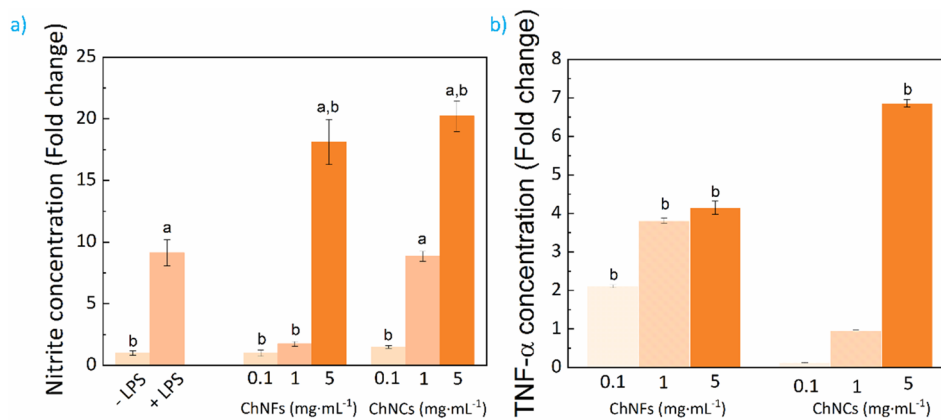 a)
Nitrite concentration (Fold change)
25
20
15
10
5
0
b
a
b
b
a,b
b
a
a,b
- LPS
+ LPS
0.1 1 5
ChNFs (mg·mL⁻¹)
0.1 1 5
ChNCs (mg·mL⁻¹)
b)
TNF-α concentration (Fold change)
8
7
6
5
4
3
2
1
0
b
b
b
b
0.1 1 5
ChNFs (mg·mL⁻¹)
0.1 1 5
ChNCs (mg·mL⁻¹)